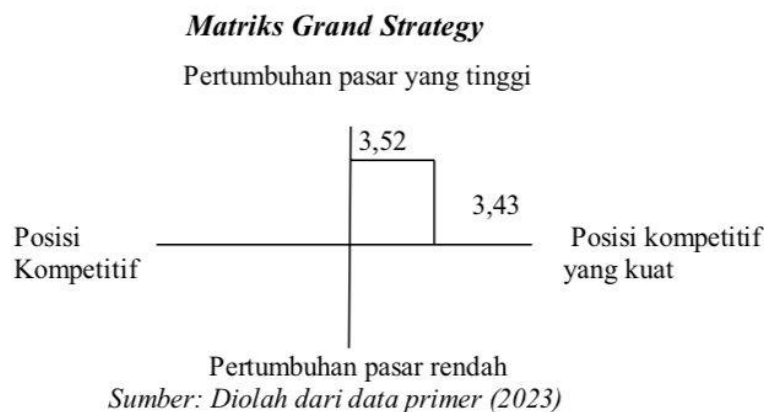 Matriks Grand Strategy
Pertumbuhan pasar yang tinggi
3,52
3,43
Posisi
Kompetitif
Posisi kompetitif
yang kuat
Pertumbuhan pasar rendah
Sumber: Diolah dari data primer (2023)